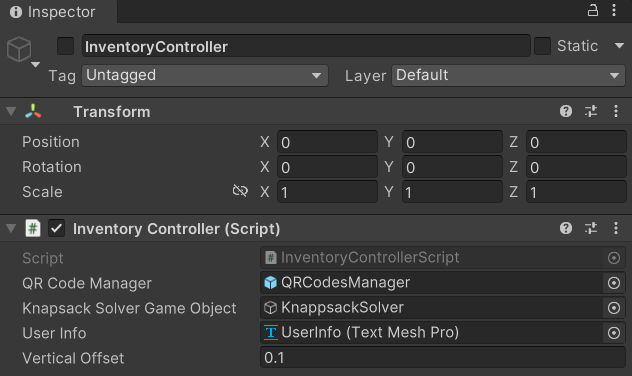 Inspector
InventoryController Static
Tag Untagged Layer Default
Transform
Position X 0 Y 0 Z 0
Rotation X 0 Y 0 Z 0
Scale X 1 Y 1 Z 1
# Inventory Controller (Script)
Script # InventoryControllerScript
QR Code Manager QRCodesManager
Knapsack Solver Game Object KnappsackSolver
User Info T UserInfo (Text Mesh Pro)
Vertical Offset 0.1